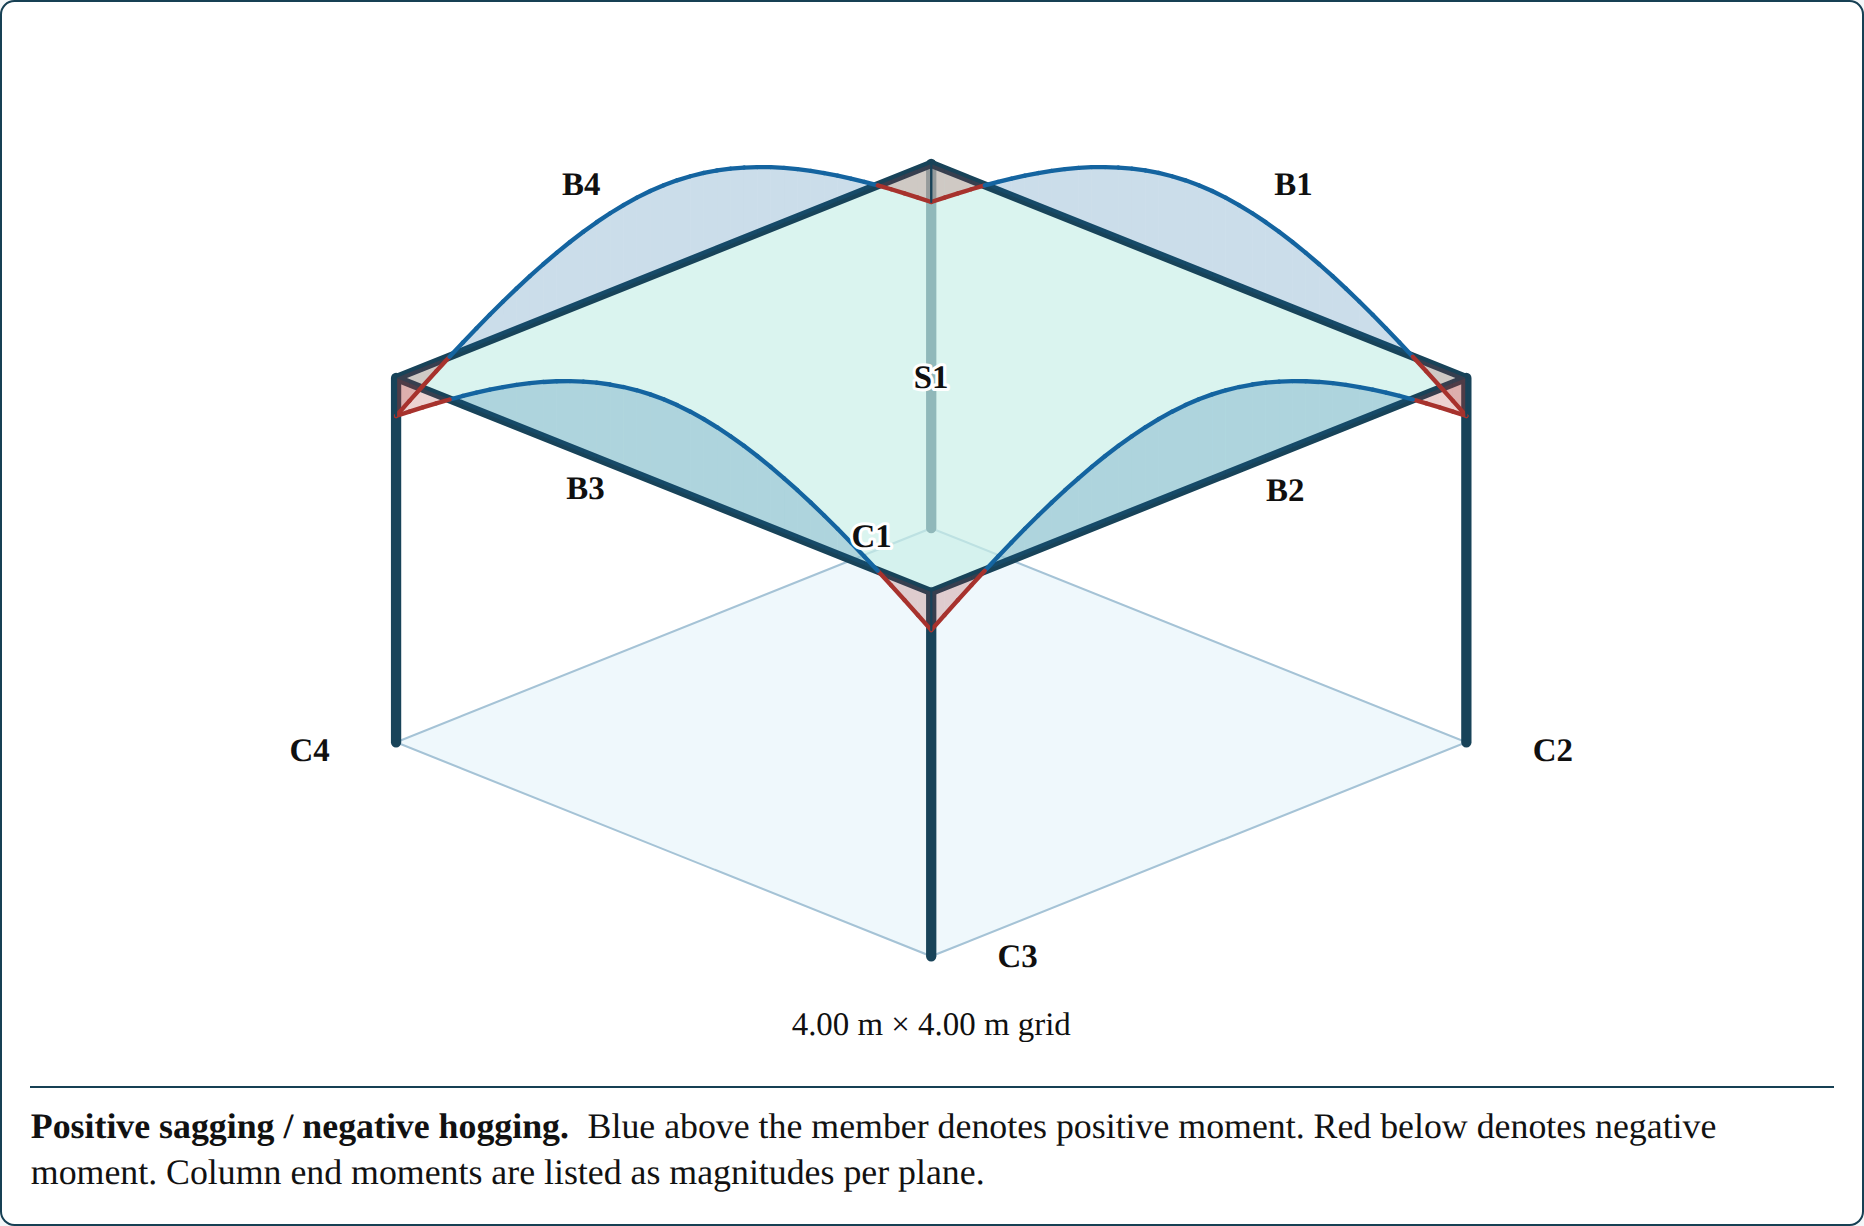 B4
B1
S1
B3
B2
C1
C4
C2
C3
4.00 m × 4.00 m grid
Positive sagging / negative hogging. Blue above the member denotes positive moment. Red below denotes negative
moment. Column end moments are listed as magnitudes per plane.